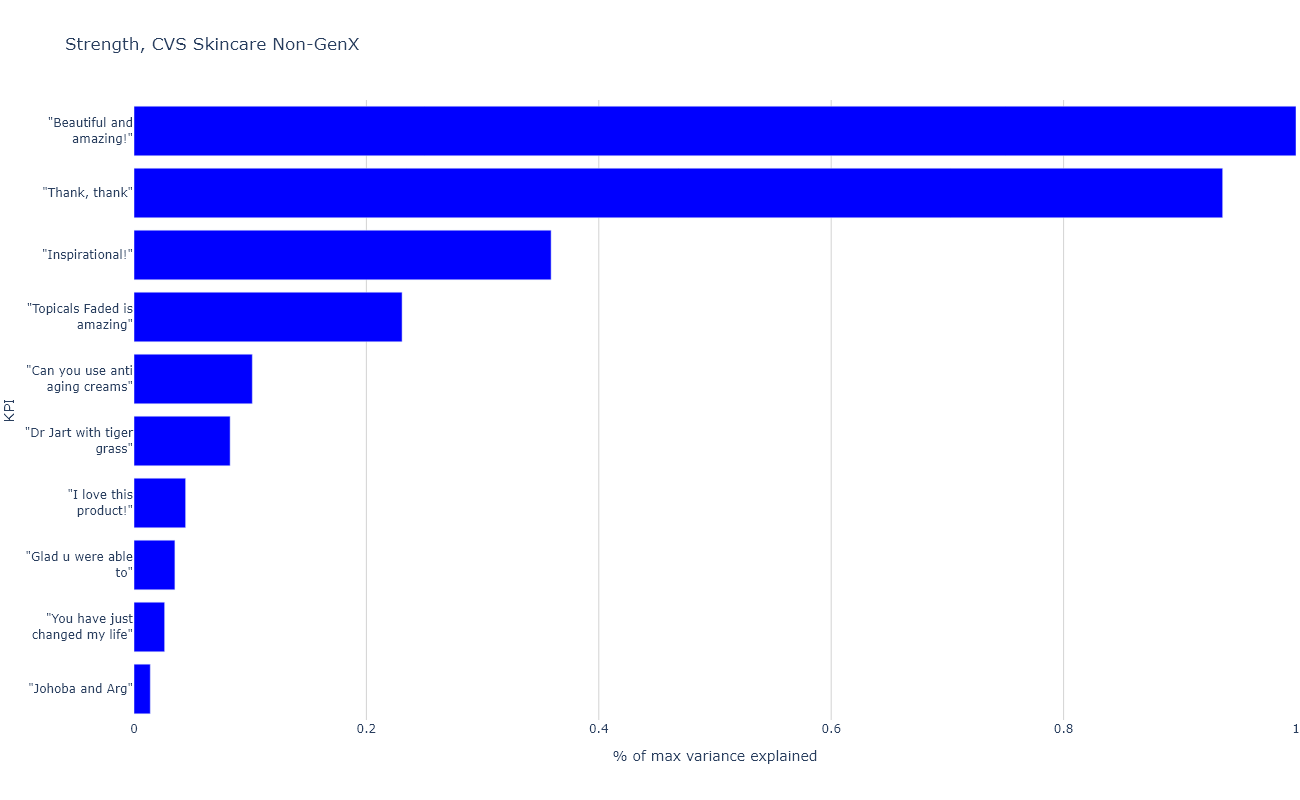 Strength, CVS Skincare Non-GenX
"Beautiful and
amazing!"
"Thank, thank"
"Inspirational!"
"Topicals Faded is
amazing"
"Can you use anti
aging creams"
"Dr Jart with tiger
grass"
"I love this
product!"
"Glad u were able
to"
"You have just
changed my life"
"Johoba and Arg"
KPI
0 0.2 0.4 0.6 0.8 1
% of max variance explained